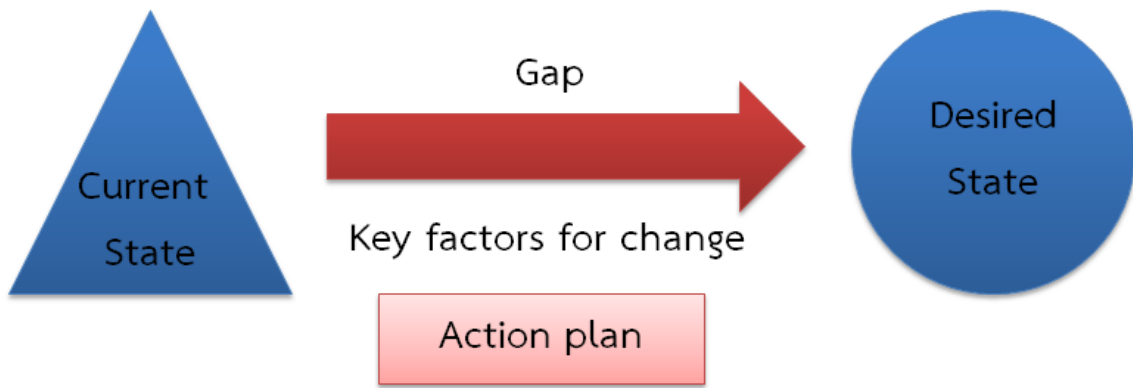 Current
State
Gap
Key factors for change
Action plan
Desired
State